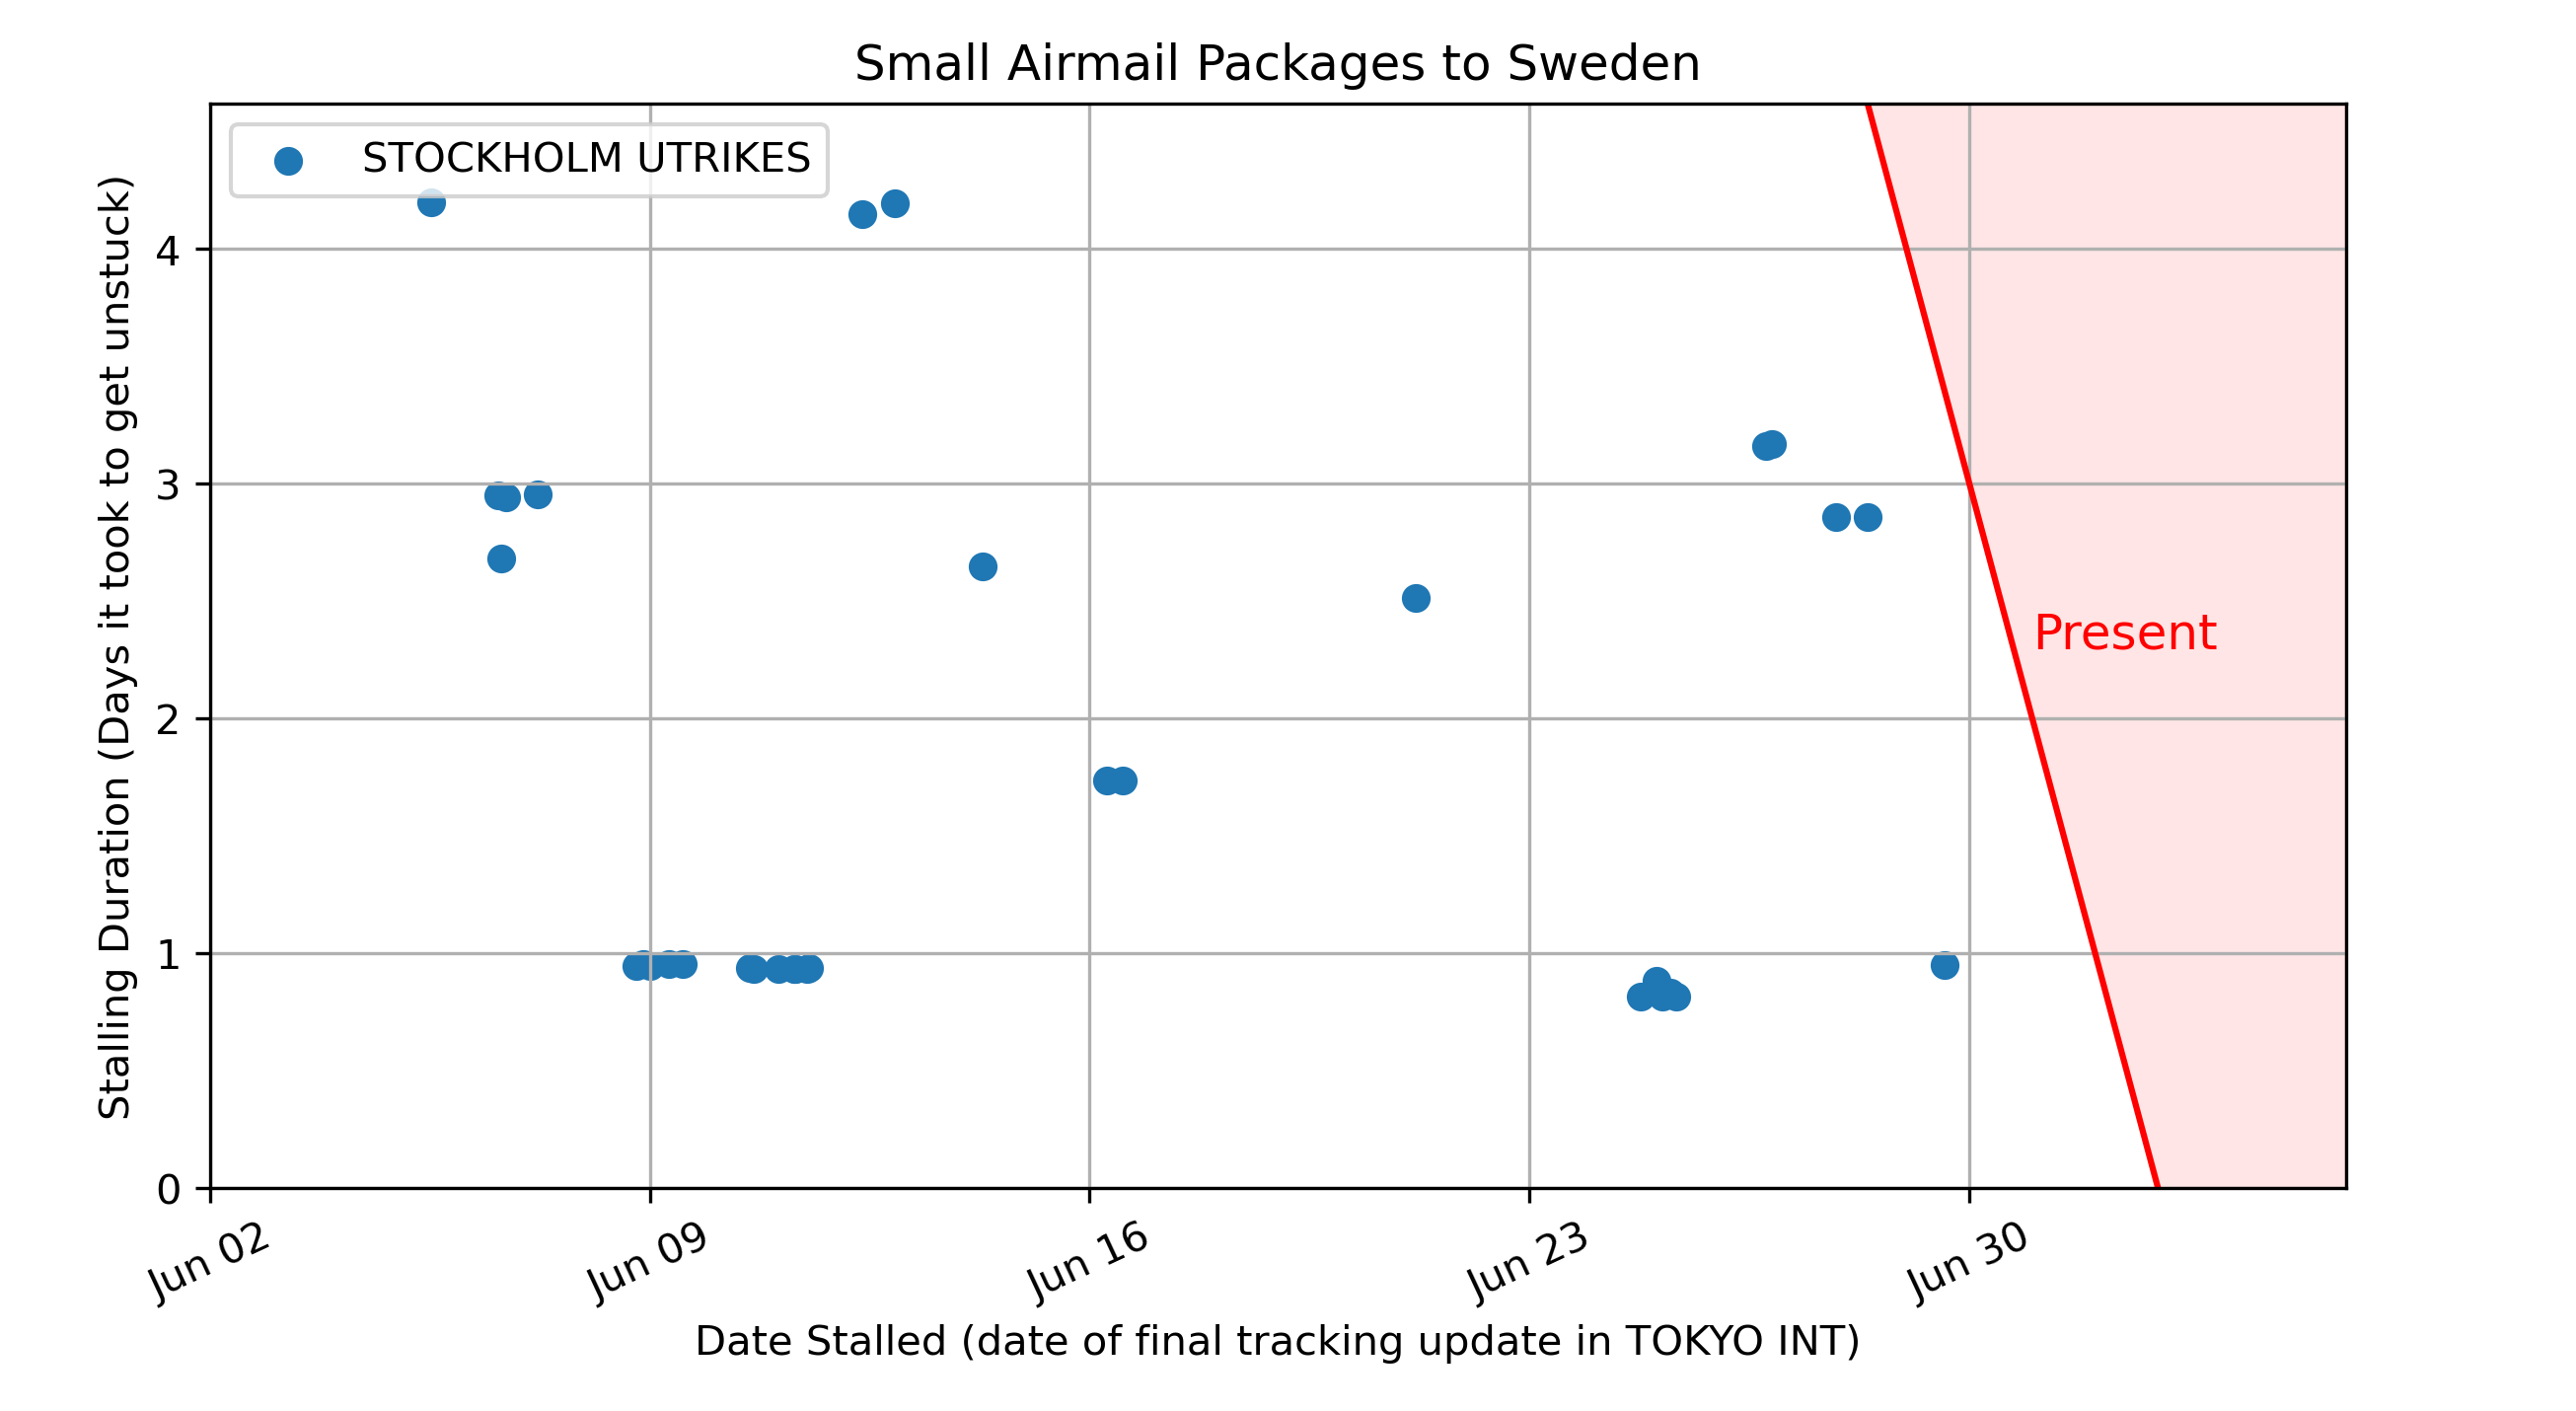 Small Airmail Packages to Sweden
STOCKHOLM UTRIKES
Stalling Duration (Days it took to get unstuck)
4
3
2
1
0
Present
Jun 02
Jun 09
Jun 16
Jun 23
Jun 30
Date Stalled (date of final tracking update in TOKYO INT)